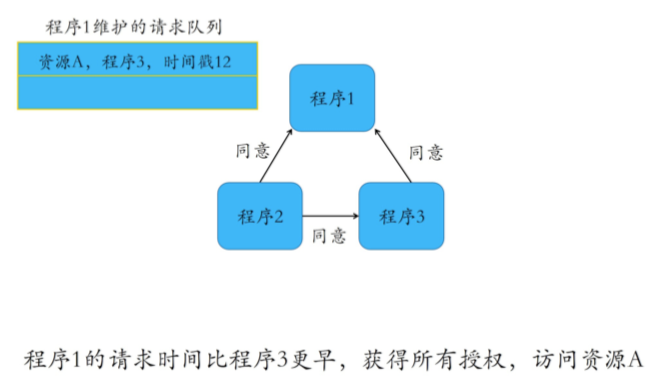 程序1维护的请求队列
资源A，程序3，时间戳12
程序1
同意
同意
程序2
程序3
同意
程序1的请求时间比程序3更早，获得所有授权，访问资源A